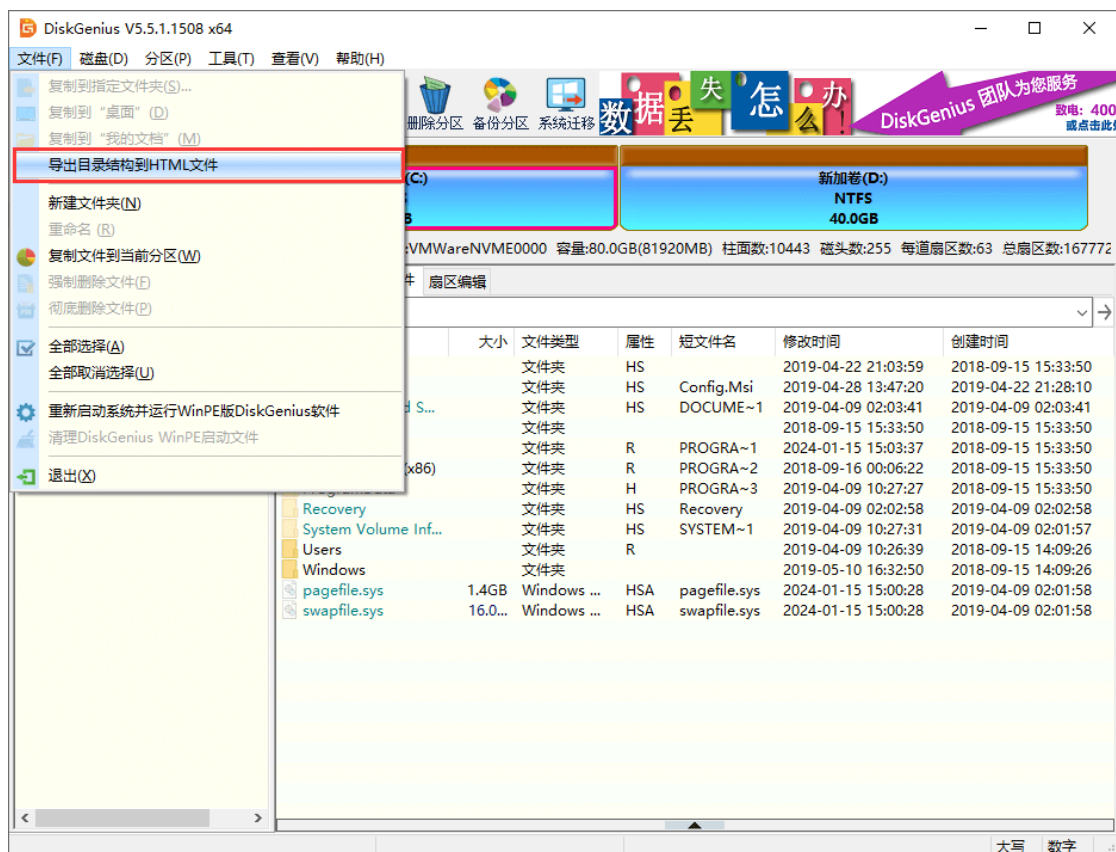 DiskGenius V5.5.1.1508 x64
文件(F) 磁盘(D) 分区(P) 工具(T) 查看(V) 帮助(H)
复制到指定文件夹(S)...
复制到“桌面”(D)
复制到“我的文档”(M)
导出目录结构到HTML文件
新建文件夹(N)
重命名 (R)
复制文件到当前分区(W)
强制删除文件(F)
彻底删除文件(P)
全部选择(A)
全部取消选择(U)
重新启动系统并运行WinPE版DiskGenius软件
清理DiskGenius WinPE启动文件
退出(X)
删除分区 备份分区 系统迁移
数据丢失怎么办!
DiskGenius 团队为您服务
致电: 400
或点击此
(C:)
新加卷(D:)
NTFS
40.0GB
:VMWareNVME0000 容量:80.0GB(81920MB) 柱面数:10443 磁头数:255 每道扇区数:63 总扇区数:167772
件 扇区编辑
大小 文件类型 属性 短文件名 修改时间 创建时间
文件夹 HS 2019-04-22 21:03:59 2018-09-15 15:33:50
文件夹 HS Config.Msi 2019-04-28 13:47:20 2019-04-22 21:28:10
d S... 文件夹 HS DOCUME~1 2019-04-09 02:03:41 2019-04-09 02:03:41
文件夹 2018-09-15 15:33:50 2018-09-15 15:33:50
文件夹 R PROGRA~1 2024-01-15 15:03:37 2018-09-15 15:33:50
(x86) 文件夹 R PROGRA~2 2018-09-16 00:06:22 2018-09-15 15:33:50
文件夹 H PROGRA~3 2019-04-09 10:27:27 2018-09-15 15:33:50
Recovery 文件夹 HS Recovery 2019-04-09 02:02:58 2019-04-09 02:02:58
System Volume Inf... 文件夹 HS SYSTEM~1 2019-04-09 10:27:31 2019-04-09 02:01:57
Users 文件夹 R 2019-04-09 10:26:39 2018-09-15 14:09:26
Windows 文件夹 2019-05-10 16:32:50 2018-09-15 14:09:26
pagefile.sys 1.4GB Windows ... HSA pagefile.sys 2024-01-15 15:00:28 2019-04-09 02:01:58
swapfile.sys 16.0... Windows ... HSA swapfile.sys 2024-01-15 15:00:28 2019-04-09 02:01:58
大写 数字